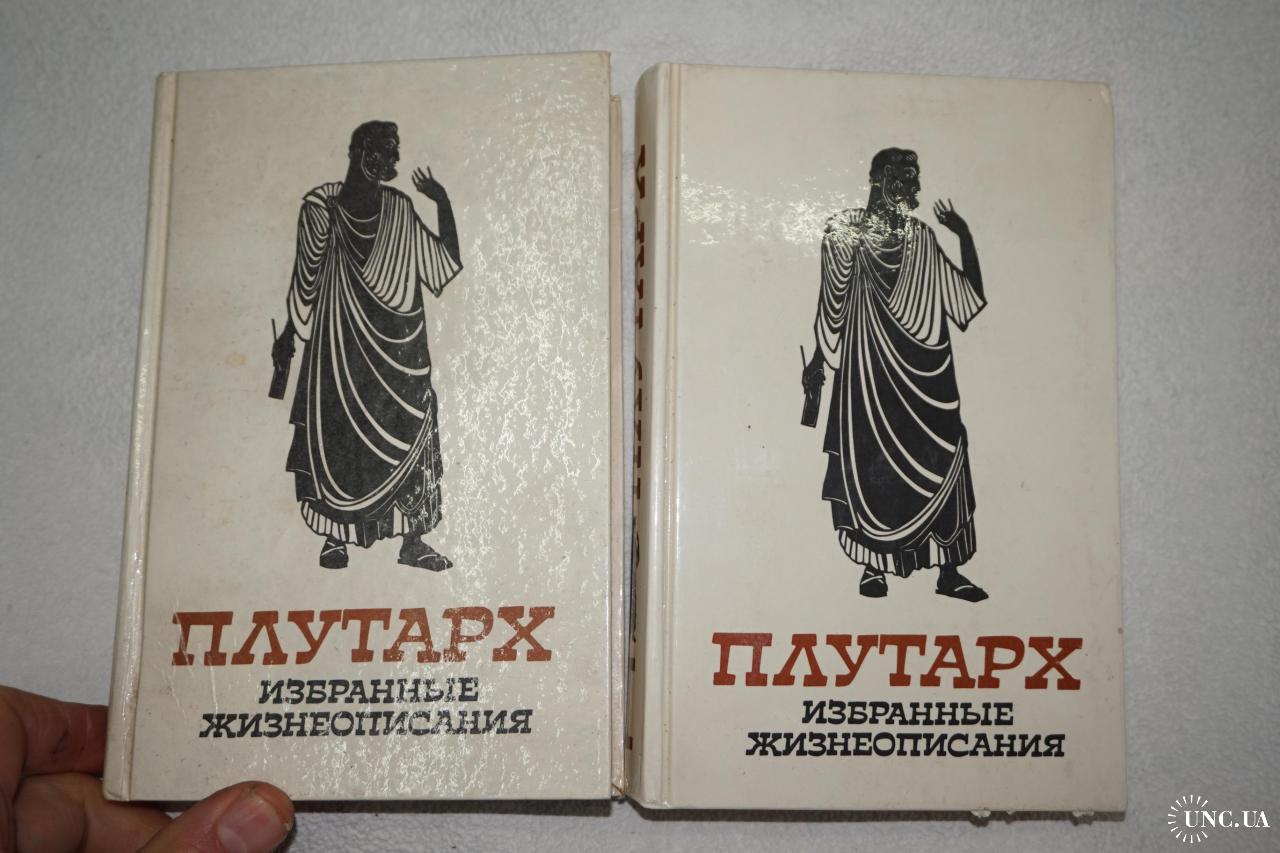 ПЛУТАРХ
ИЗБРАННЫЕ
ЖИЗНЕОПИСАНИЯ
ПЛУТАРХ
ИЗБРАННЫЕ
ЖИЗНЕОПИСАНИЯ
UNC.UA